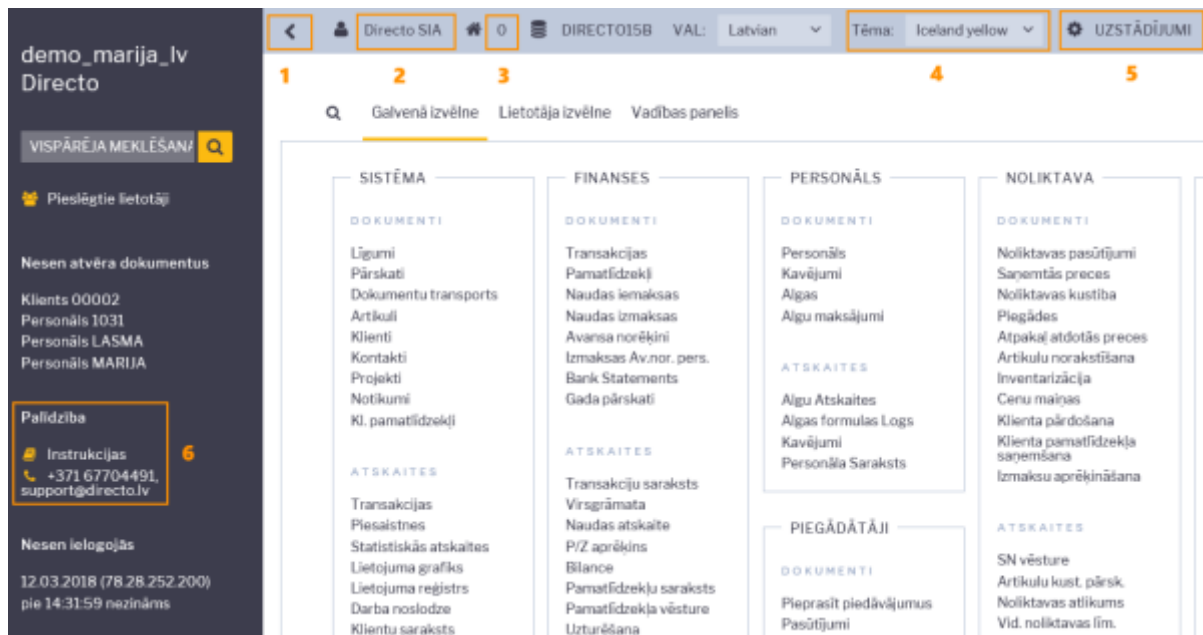 demo_marija_lv
Directo
VISPĀRĒJA MEKLĒŠANA
Pieslēgtie lietotāji
Nesen atvēra dokumentus
Klients 00002
Personāls 1031
Personāls LASMA
Personāls MARIJA
Palīdzība
Instrukcijas
+371 67704491,
support@directo.lv
6
Nesen ielogojās
12.03.2018 (78.28.252.200)
pie 14:31:59 nezināms
Directo SIA
0
DIRECTO15B
VAL:
Latvian
Tēma:
Iceland yellow
UZSTĀDĪJUMI
1
2
3
4
5
Galvenā izvēlne
Lietotāja izvēlne
Vadības panelis
SISTĒMA
DOKUMENTI
Līgumi
Pārskati
Dokumentu transports
Artikuli
Klienti
Kontakti
Projekti
Notikumi
Kl. pamatlīdzekļi
ATSKAITES
Transakcijas
Piesaistnes
Statistiskās atskaites
Lietojuma grafiks
Lietojuma reģistrs
Darba noslodze
Klientu saraksts
FINANSES
DOKUMENTI
Transakcijas
Pamatlīdzekļi
Naudas iemaksas
Naudas izmaksas
Avansa norēķini
Izmaksas Av.nor. pers.
Bank Statements
Gada pārskati
ATSKAITES
Transakciju saraksts
Virsgrāmata
Naudas atskaite
P/Z aprēķins
Bilance
Pamatlīdzekļu saraksts
Pamatlīdzekļa vēsture
Uzturēšana
PERSONĀLS
DOKUMENTI
Personāls
Kavējumi
Algas
Algu maksājumi
ATSKAITES
Algu Atskaites
Algas formulas Logs
Kavējumi
Personāla Saraksts
PIEGĀDĀTĀJI
DOKUMENTI
Pieprasīt piedāvājumus
Pasūtījumi
NOLIKTAVA
DOKUMENTI
Noliktavas pasūtījumi
Saņemtās preces
Noliktavas kustība
Piegādes
Atpakaļ atdotās preces
Artikulu norakstīšana
Inventarizācija
Cenu maiņas
Klienta pārdošana
Klienta pamatlīdzekļa
saņemšana
Izmaksu aprēķināšana
ATSKAITES
SN vēsture
Artikulu kust. pārsk.
Noliktavas atlikums
Vid. noliktavas līm.